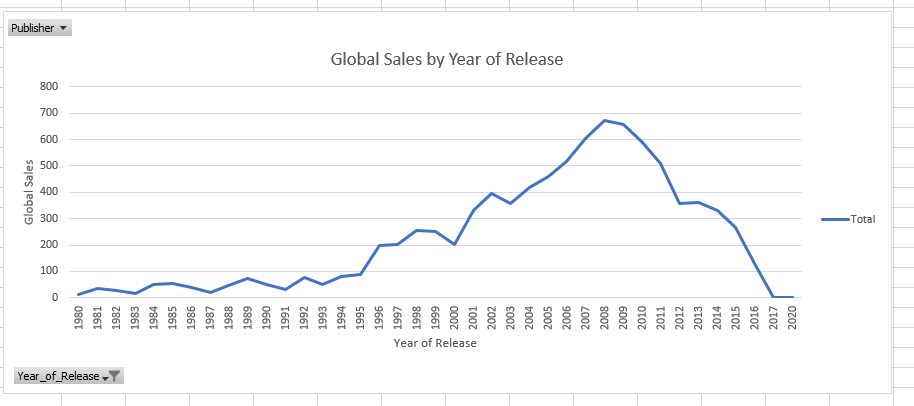 Publisher
Global Sales by Year of Release
800
700
600
500
400
300
200
100
0
Global Sales
1980 1981 1982 1983 1984 1985 1986 1987 1988 1989 1990 1991 1992 1993 1994 1995 1996 1997 1998 1999 2000 2001 2002 2003 2004 2005 2006 2007 2008 2009 2010 2011 2012 2013 2014 2015 2016 2017 2020
Year of Release
Total
Year_of_Release